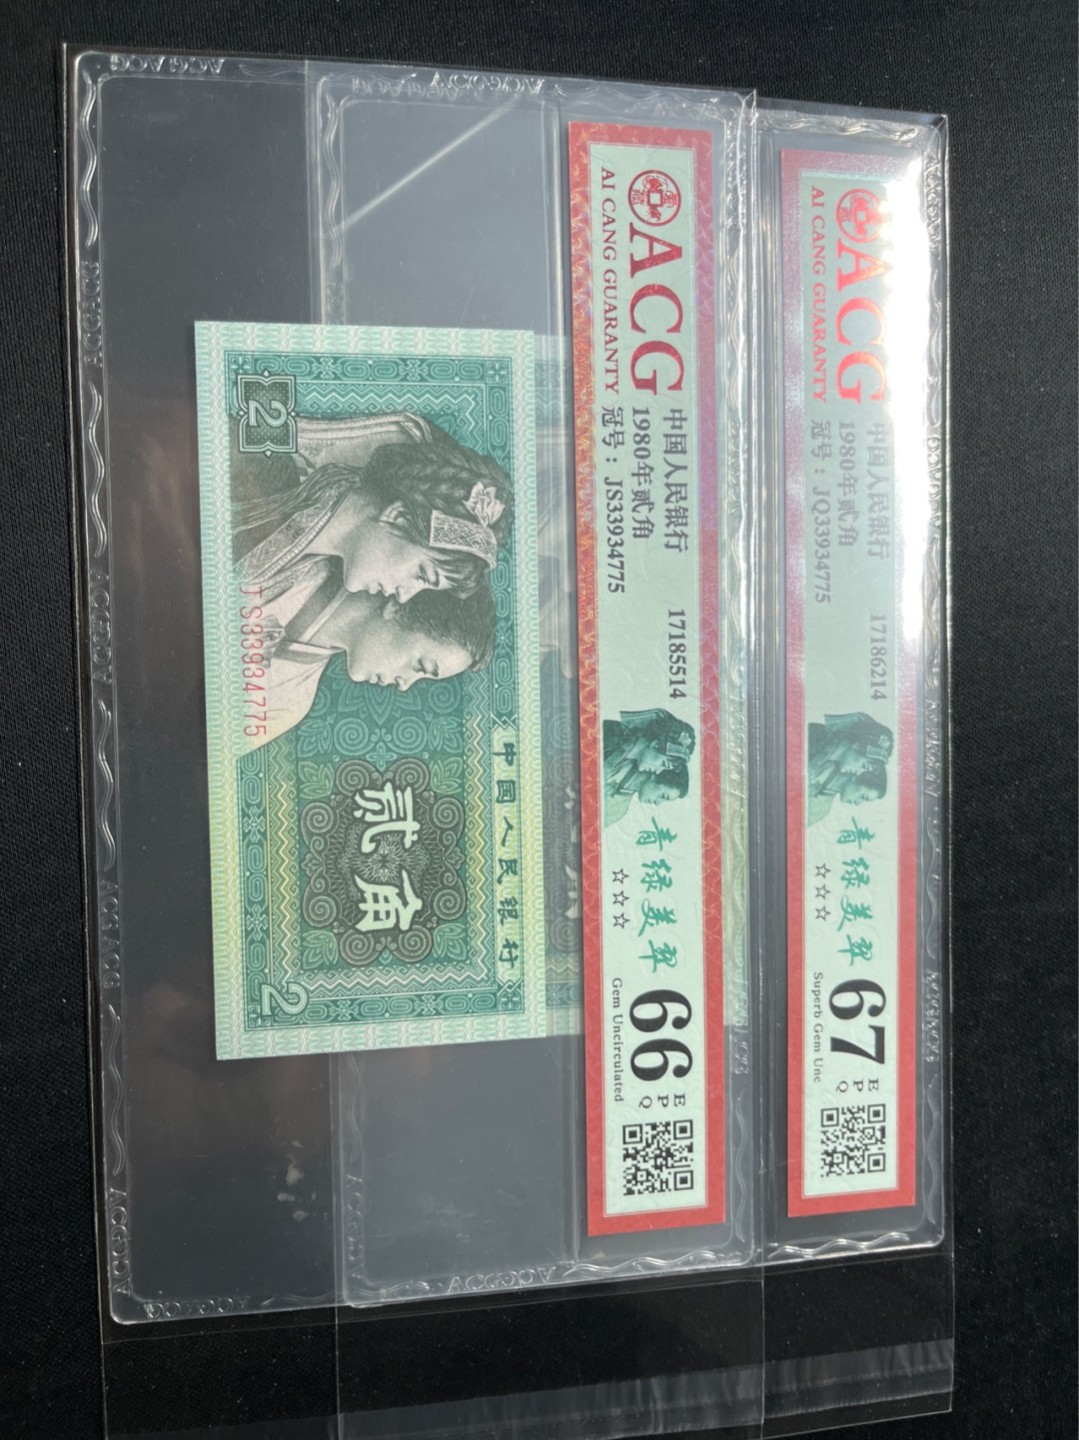 ACG
AI CANG GUARANTY
中国人民银行
1980年贰角
冠号：JQ33934775
17186214
青绿美翠
☆☆☆
67
EPQ
Superb Gem Unc
ACG
AI CANG GUARANTY
中国人民银行
1980年贰角
冠号：JS33934775
17185514
青绿美翠
☆☆☆
66
EPQ
Gem Uncirculated
中国人民银行
贰角
2
2
JS33934775